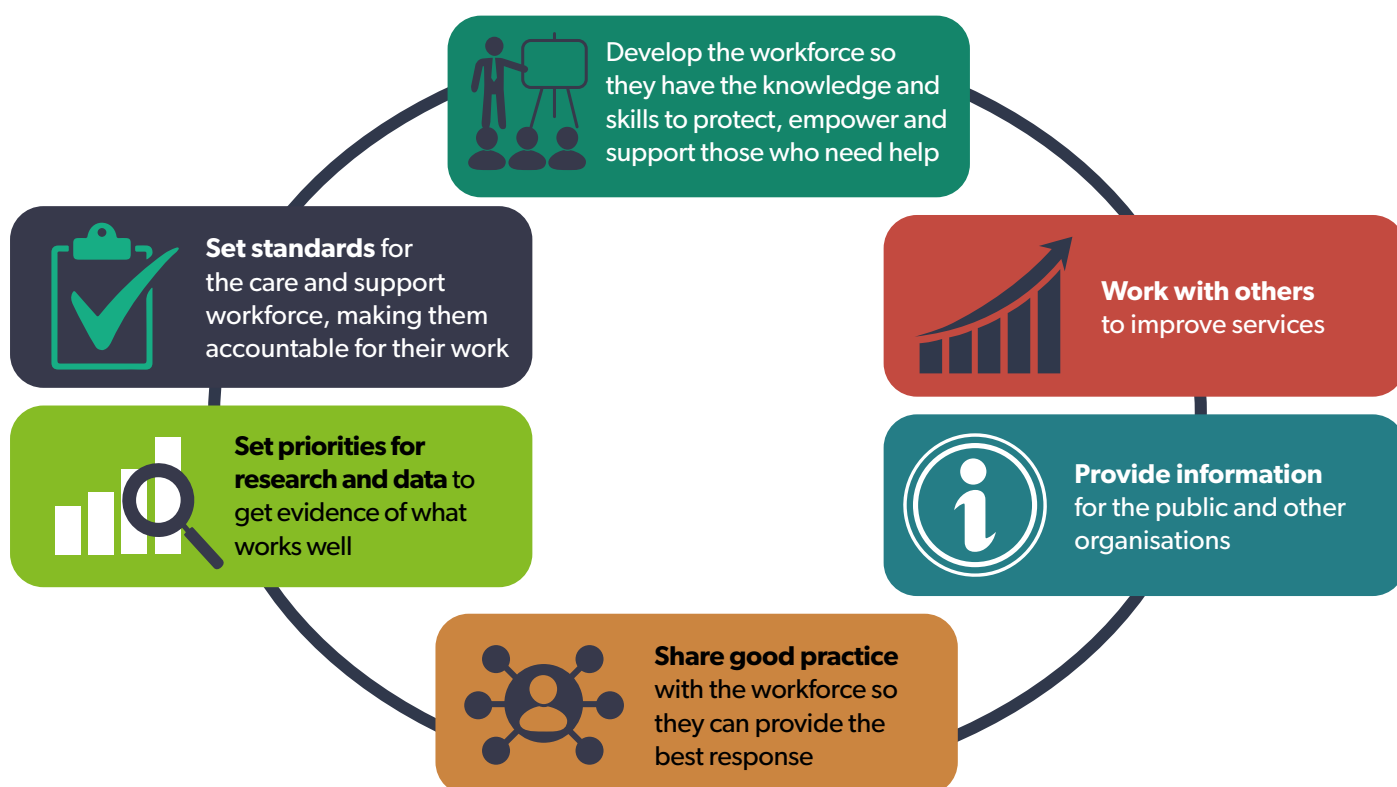 Develop the workforce so
they have the knowledge and
skills to protect, empower and
support those who need help
Set standards for
the care and support
workforce, making them
accountable for their work
Work with others
to improve services
Set priorities for
research and data to
get evidence of what
works well
Provide information
for the public and other
organisations
Share good practice
with the workforce so
they can provide the
best response